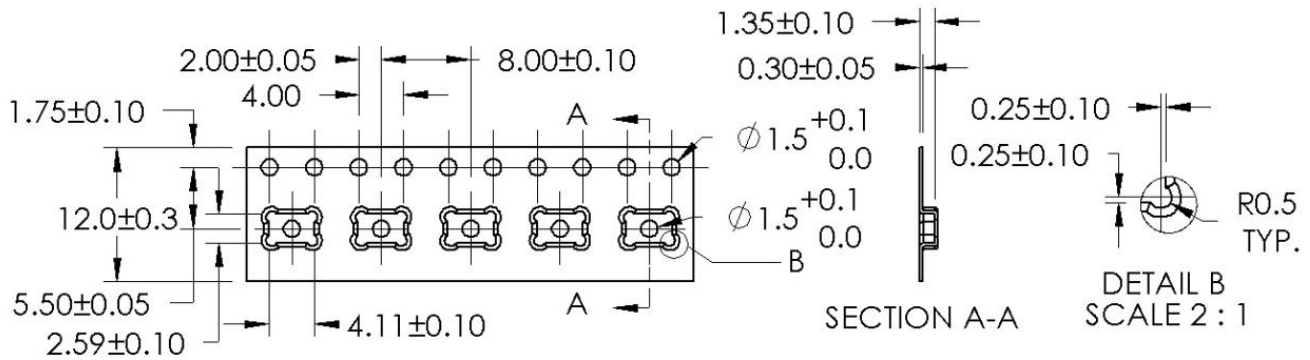 1.35±0.10
2.00±0.05
8.00±0.10
0.30±0.05
4.00
1.75±0.10
A
∅1.5 +0.1 0.0
0.25±0.10
0.25±0.10
12.0±0.3
∅1.5 +0.1 0.0
R0.5
TYP.
B
5.50±0.05
A
4.11±0.10
2.59±0.10
SECTION A-A
DETAIL B
SCALE 2 : 1